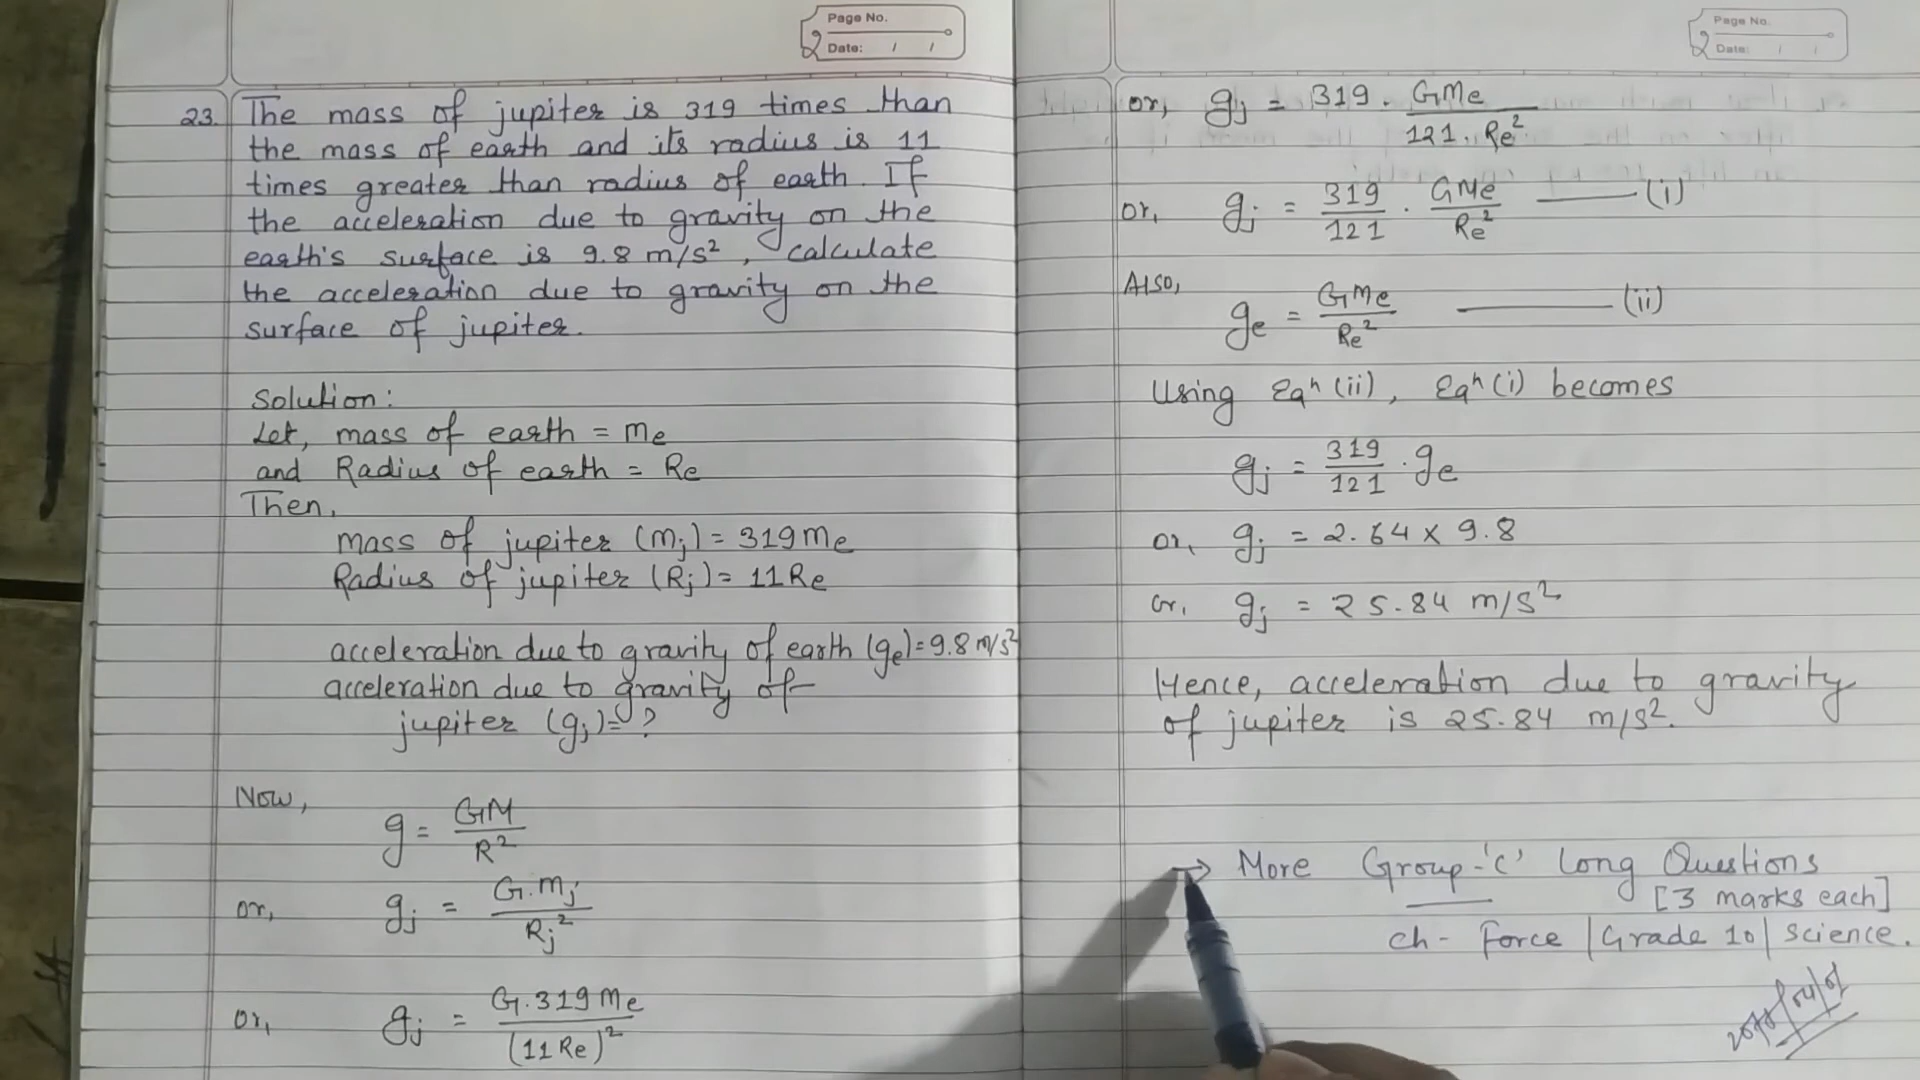 Page No.
Date: / /
23. The mass of jupiter is 319 times than
the mass of earth and its radius is 11
times greater than radius of earth. If
the acceleration due to gravity on the
earth's surface is 9.8 m/s², calculate
the acceleration due to gravity on the
surface of jupiter.
Solution:
Let, mass of earth = Me
and Radius of earth = Re
Then,
mass of jupiter (Mj) = 319 Me
Radius of jupiter (Rj) = 11 Re
acceleration due to gravity of earth (ge) = 9.8 m/s²
acceleration due to gravity of
jupiter (gj) = ?
Now,
g = GM / R²
or, gj = G.Mj / Rj²
or, gj = G.319 Me / (11 Re)²
Page No.
Date: / /
or, gj = 319 . GMe / 121. Re²
or, gj = 319/121 . GMe/Re² —— (i)
Also,
ge = GMe/Re² —— (ii)
Using Eqⁿ (ii), Eqⁿ (i) becomes
gj = 319/121 . ge
or, gj = 2.64 x 9.8
or, gj = 25.84 m/s²
Hence, acceleration due to gravity
of jupiter is 25.84 m/s².
→ More Group-'C' Long Questions
[3 marks each]
ch - Force | Grade 10 | Science.